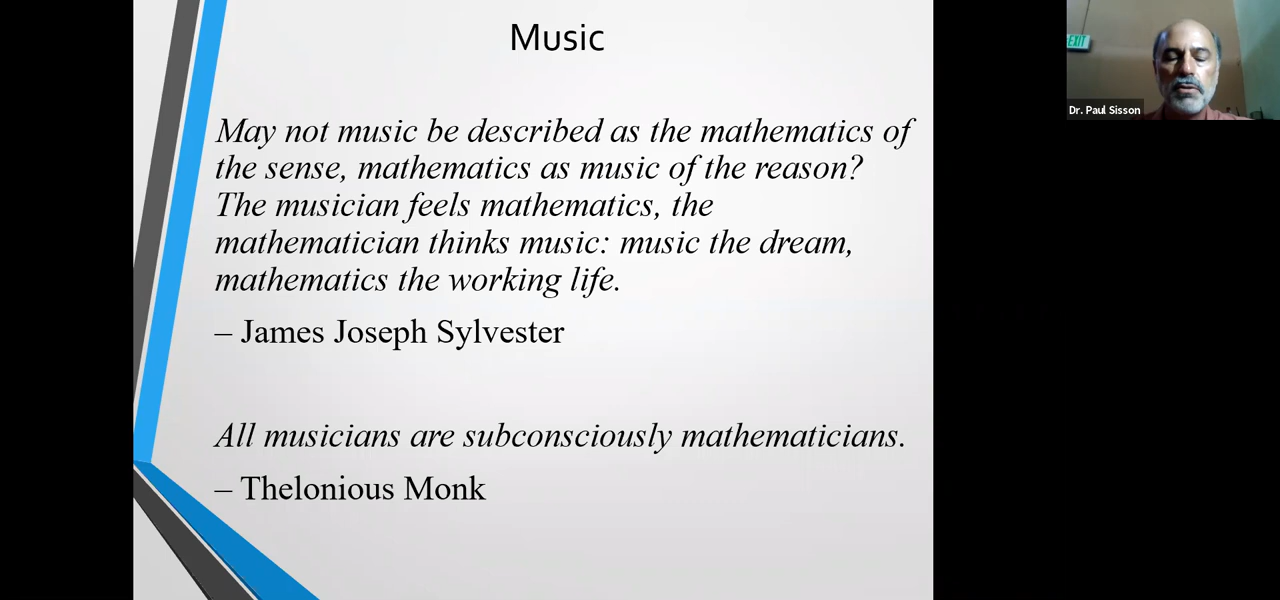 Music
May not music be described as the mathematics of
the sense, mathematics as music of the reason?
The musician feels mathematics, the
mathematician thinks music: music the dream,
mathematics the working life.
– James Joseph Sylvester
All musicians are subconsciously mathematicians.
– Thelonious Monk
EXIT
Dr. Paul Sisson